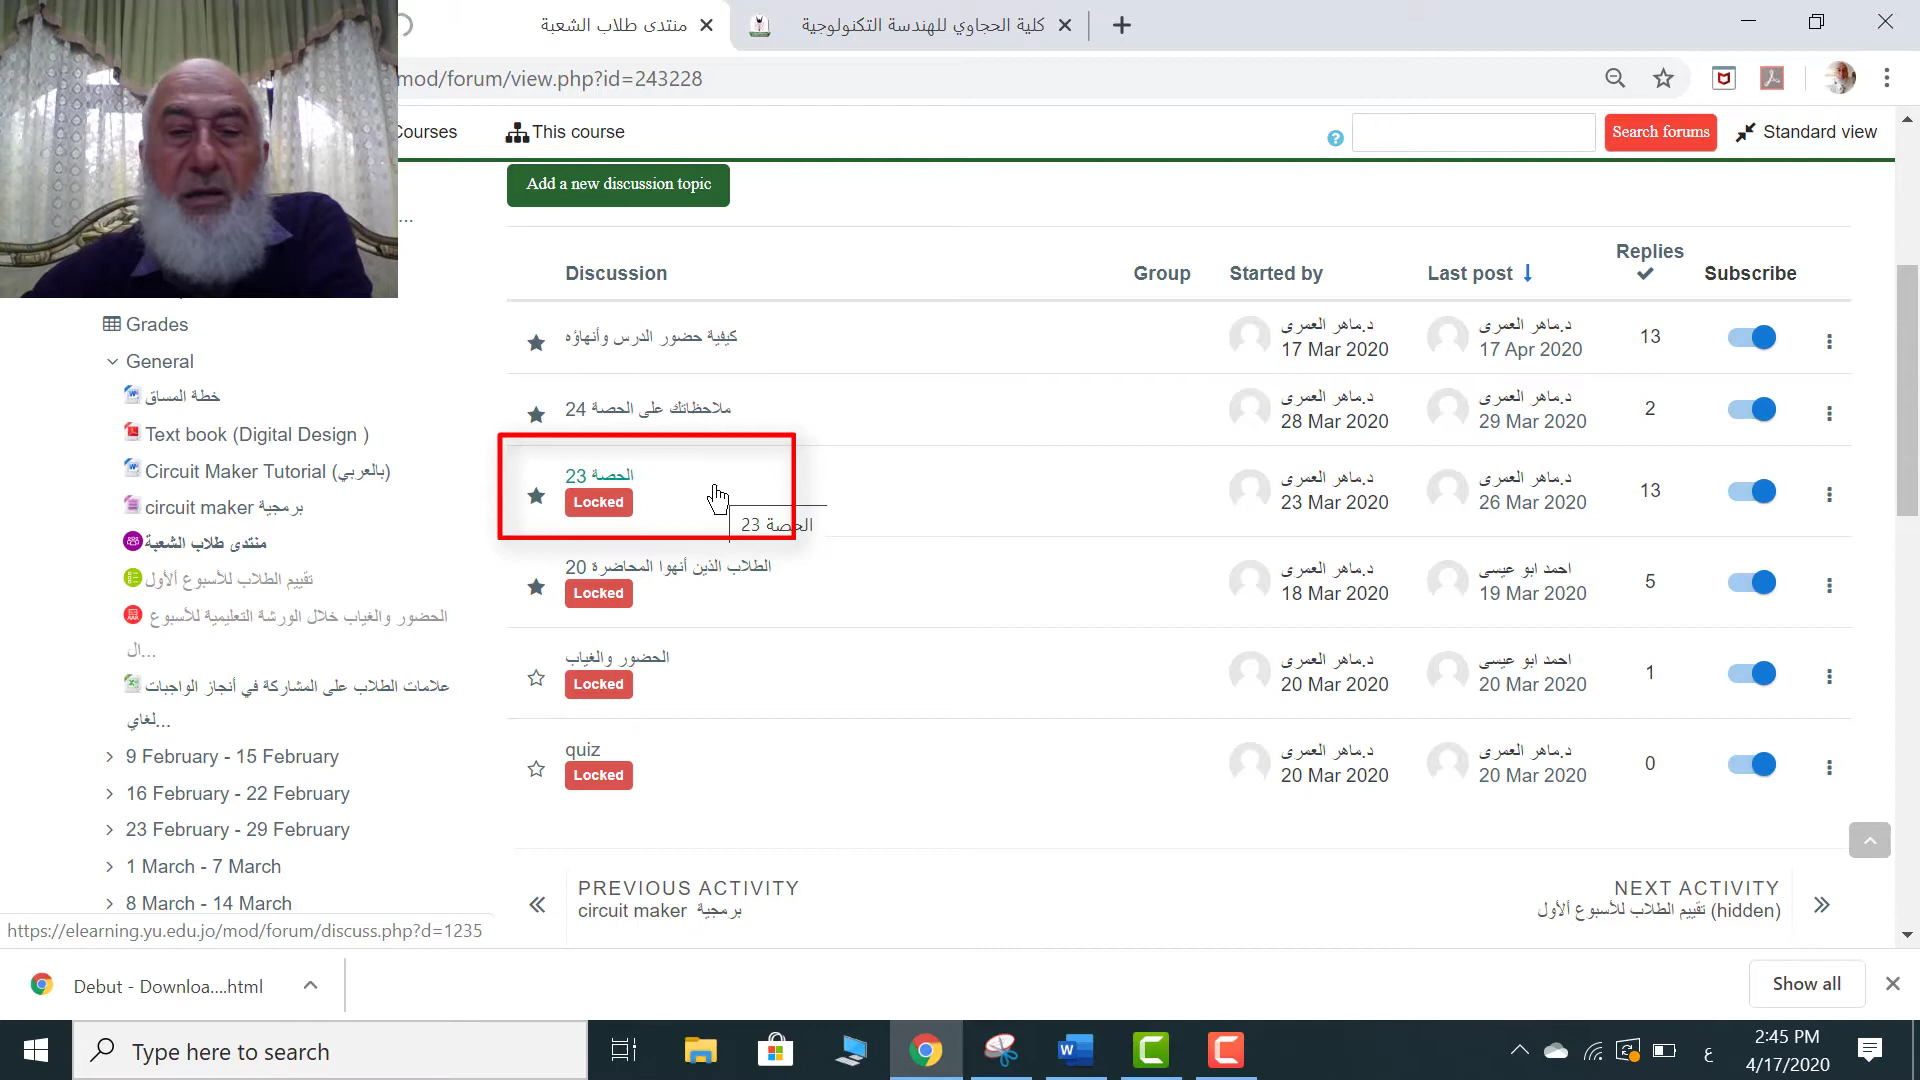 منتدى طلاب الشعبة
كلية الحجاوي للهندسة التكنولوجية
mod/forum/view.php?id=243228
Courses
This course
Search forums
Standard view
Add a new discussion topic
...
Discussion
Group
Started by
Last post
Replies
Subscribe
كيفية حضور الدرس وأنهاؤه
د.ماهر العمرى
17 Mar 2020
د.ماهر العمرى
17 Apr 2020
13
ملاحظاتك على الحصة 24
د.ماهر العمرى
28 Mar 2020
د.ماهر العمرى
29 Mar 2020
2
الحصة 23
Locked
د.ماهر العمرى
23 Mar 2020
د.ماهر العمرى
26 Mar 2020
13
الحصة 23
الطلاب الذين أنهوا المحاضرة 20
Locked
د.ماهر العمرى
18 Mar 2020
احمد ابو عيسى
19 Mar 2020
5
الحضور والغياب
Locked
د.ماهر العمرى
20 Mar 2020
احمد ابو عيسى
20 Mar 2020
1
quiz
Locked
د.ماهر العمرى
20 Mar 2020
د.ماهر العمرى
20 Mar 2020
0
Grades
General
خطة المساق
Text book (Digital Design )
Circuit Maker Tutorial (بالعربي)
circuit maker برمجية
منتدى طلاب الشعبة
تقييم الطلاب للأسبوع ألأول
الحضور والغياب خلال الورشة التعليمية للأسبوع
ال...
علامات الطلاب على المشاركة في أنجاز الواجبات
لغاي...
9 February - 15 February
16 February - 22 February
23 February - 29 February
1 March - 7 March
8 March - 14 March
PREVIOUS ACTIVITY
circuit maker برمجية
NEXT ACTIVITY
تقييم الطلاب للأسبوع ألأول (hidden)
https://elearning.yu.edu.jo/mod/forum/discuss.php?d=1235
Debut - Downloa....html
Show all
Type here to search
ع
2:45 PM
4/17/2020